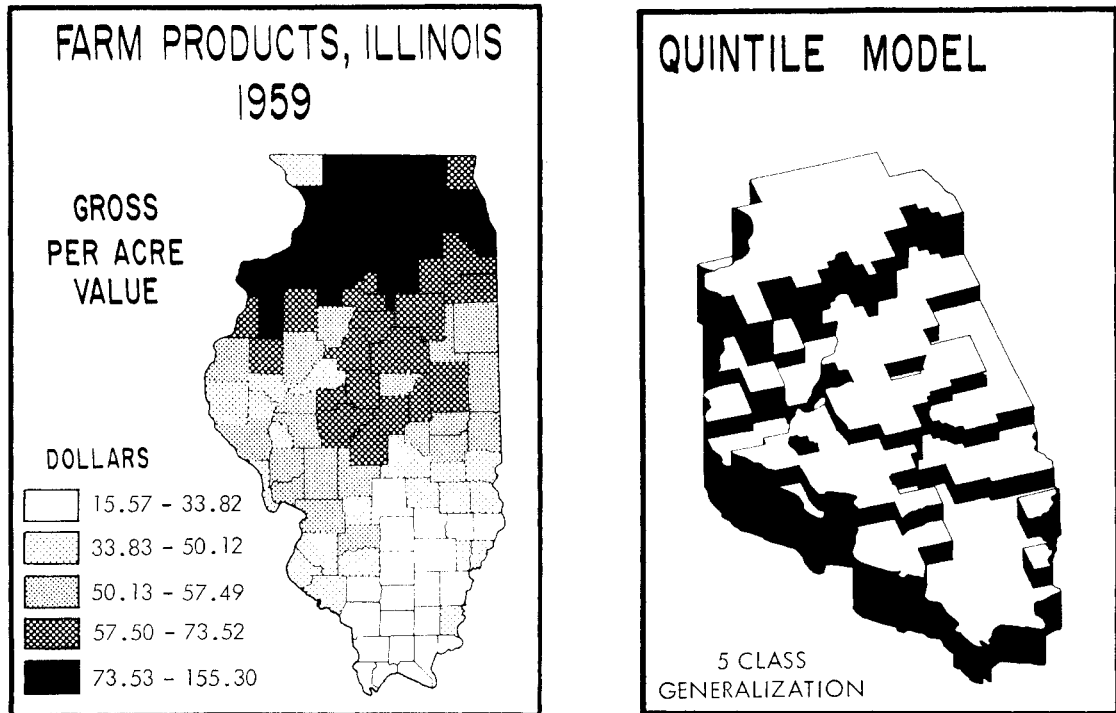 FARM PRODUCTS, ILLINOIS
1959
GROSS
PER ACRE
VALUE
DOLLARS
15.57 - 33.82
33.83 - 50.12
50.13 - 57.49
57.50 - 73.52
73.53 - 155.30
QUINTILE MODEL
5 CLASS
GENERALIZATION